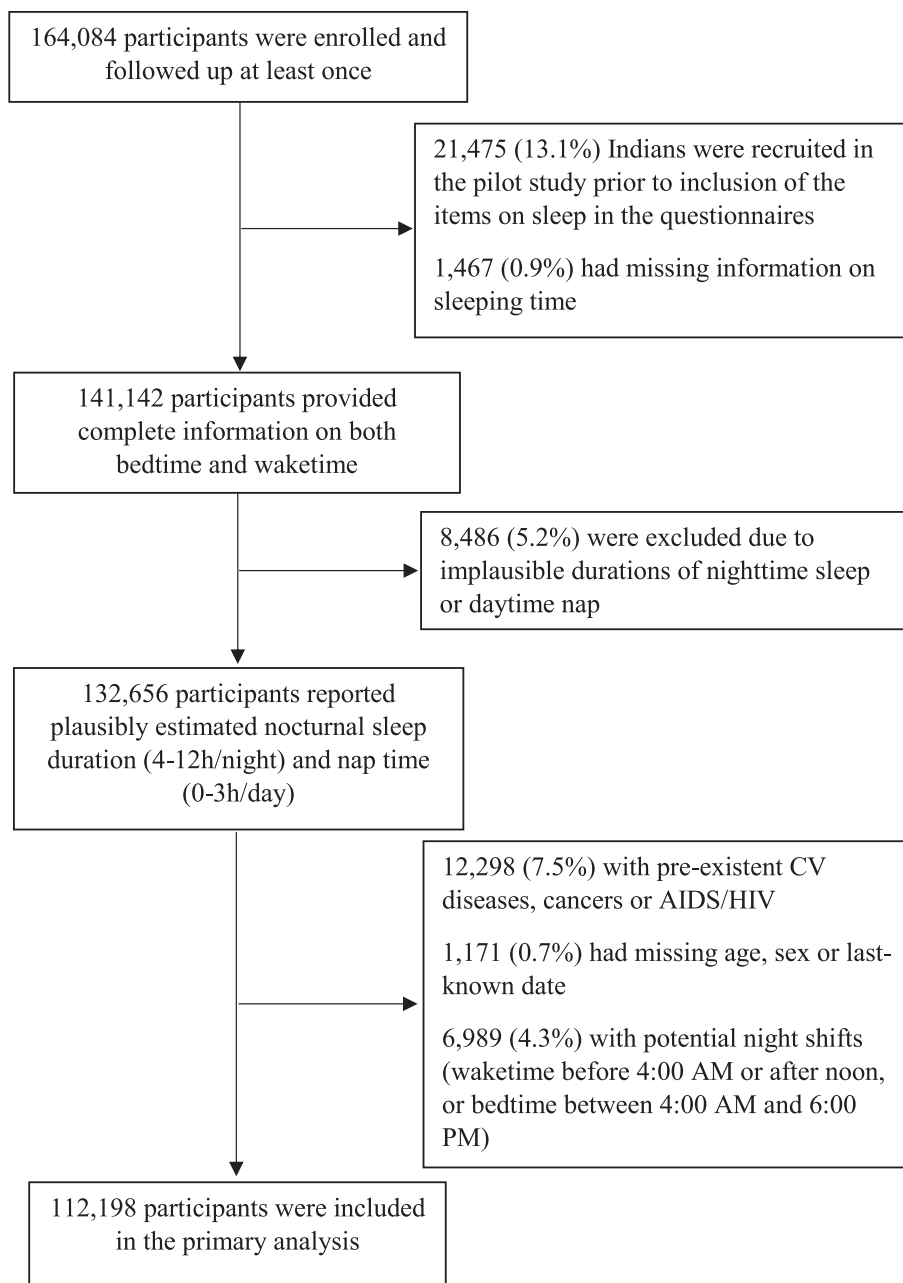 164,084 participants were enrolled and
followed up at least once
21,475 (13.1%) Indians were recruited in
the pilot study prior to inclusion of the
items on sleep in the questionnaires
1,467 (0.9%) had missing information on
sleeping time
141,142 participants provided
complete information on both
bedtime and waketime
8,486 (5.2%) were excluded due to
implausible durations of nighttime sleep
or daytime nap
132,656 participants reported
plausibly estimated nocturnal sleep
duration (4-12h/night) and nap time
(0-3h/day)
12,298 (7.5%) with pre-existent CV
diseases, cancers or AIDS/HIV
1,171 (0.7%) had missing age, sex or last-
known date
6,989 (4.3%) with potential night shifts
(waketime before 4:00 AM or after noon,
or bedtime between 4:00 AM and 6:00
PM)
112,198 participants were included
in the primary analysis